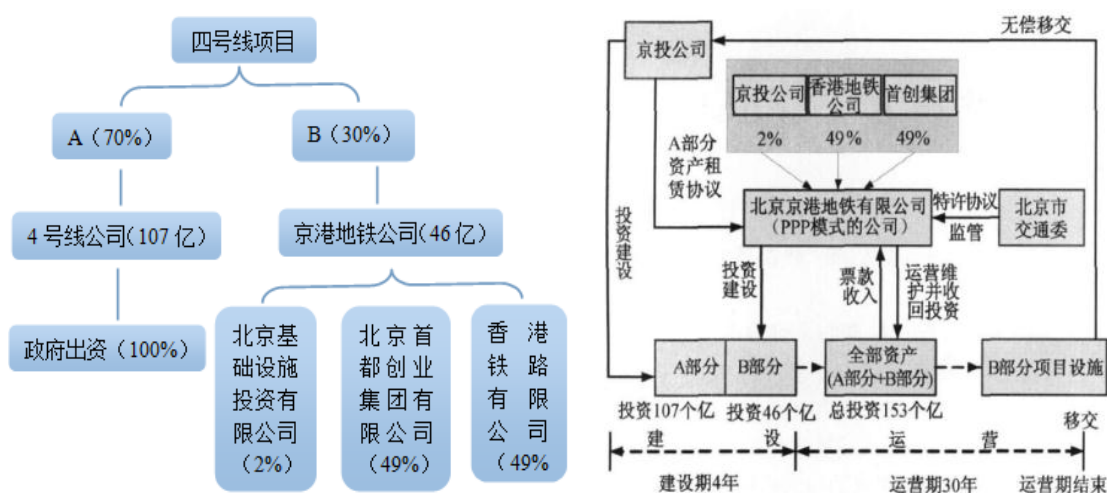 四号线项目
A（70%）
B（30%）
4 号线公司（107 亿）
京港地铁公司（46 亿）
政府出资（100%）
北京基
础设施
投资有
限公司
（2%）
北京首
都创业
集团有
限公司
（49%）
香港
铁路
有限
公司
（49%
京投公司
无偿移交
京投公司
香港地铁
公司
首创集团
2%
49%
49%
A部分
资产租
赁协议
投资建设
北京京港地铁有限公司
（PPP模式的公司）
特许协议
监管
北京市
交通委
投资
建设
票款
收入
运营维
护并收
回投资
A部分
B部分
全部资产
(A部分+B部分)
B部分项目设施
投资107个亿
投资46个亿
总投资153个亿
移交
建设
运营
建设期4年
运营期30年
运营期结束